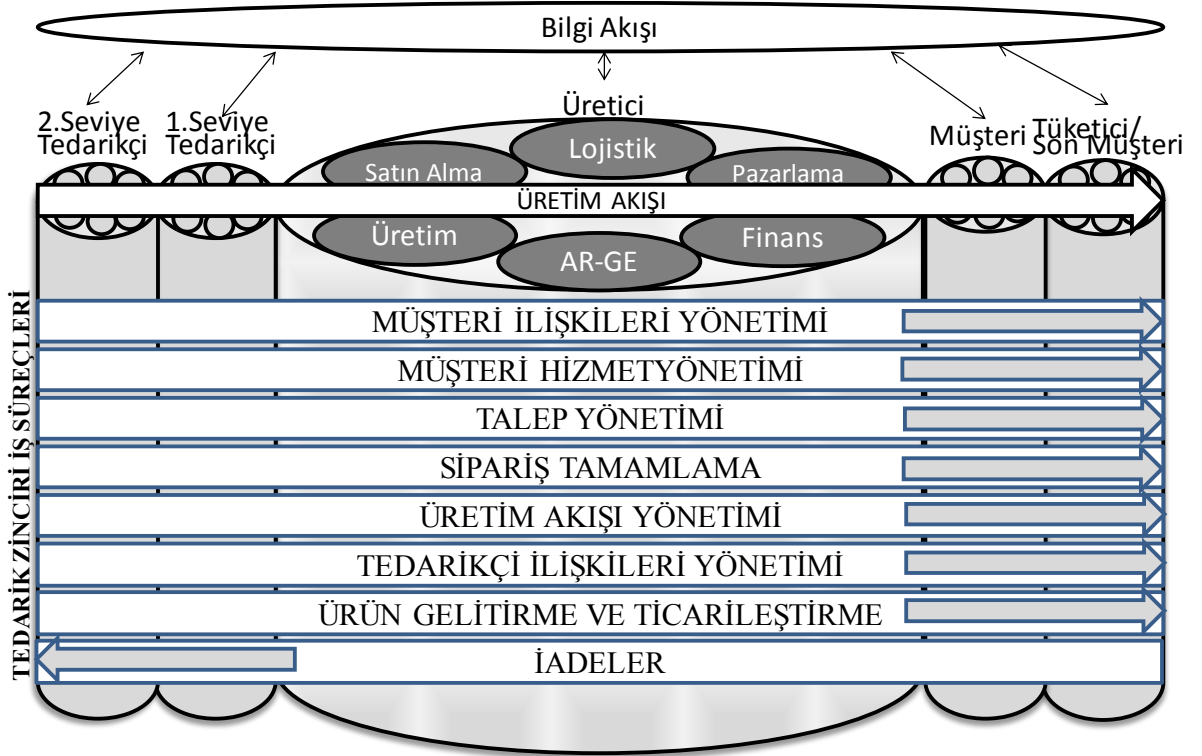 Bilgi Akışı
Üretici
2.Seviye
Tedarikçi
1.Seviye
Tedarikçi
Müşteri
Tüketici/
Son Müşteri
Lojistik
Satın Alma
Pazarlama
ÜRETİM AKIŞI
Üretim
Finans
AR-GE
TEDARİK ZİNCİRİ İŞ SÜREÇLERİ
MÜŞTERİ İLİŞKİLERİ YÖNETİMİ
MÜŞTERİ HİZMETYÖNETİMİ
TALEP YÖNETİMİ
SİPARİŞ TAMAMLAMA
ÜRETİM AKIŞI YÖNETİMİ
TEDARİKÇİ İLİŞKİLERİ YÖNETİMİ
ÜRÜN GELİTİRME VE TİCARİLEŞTİRME
İADELER